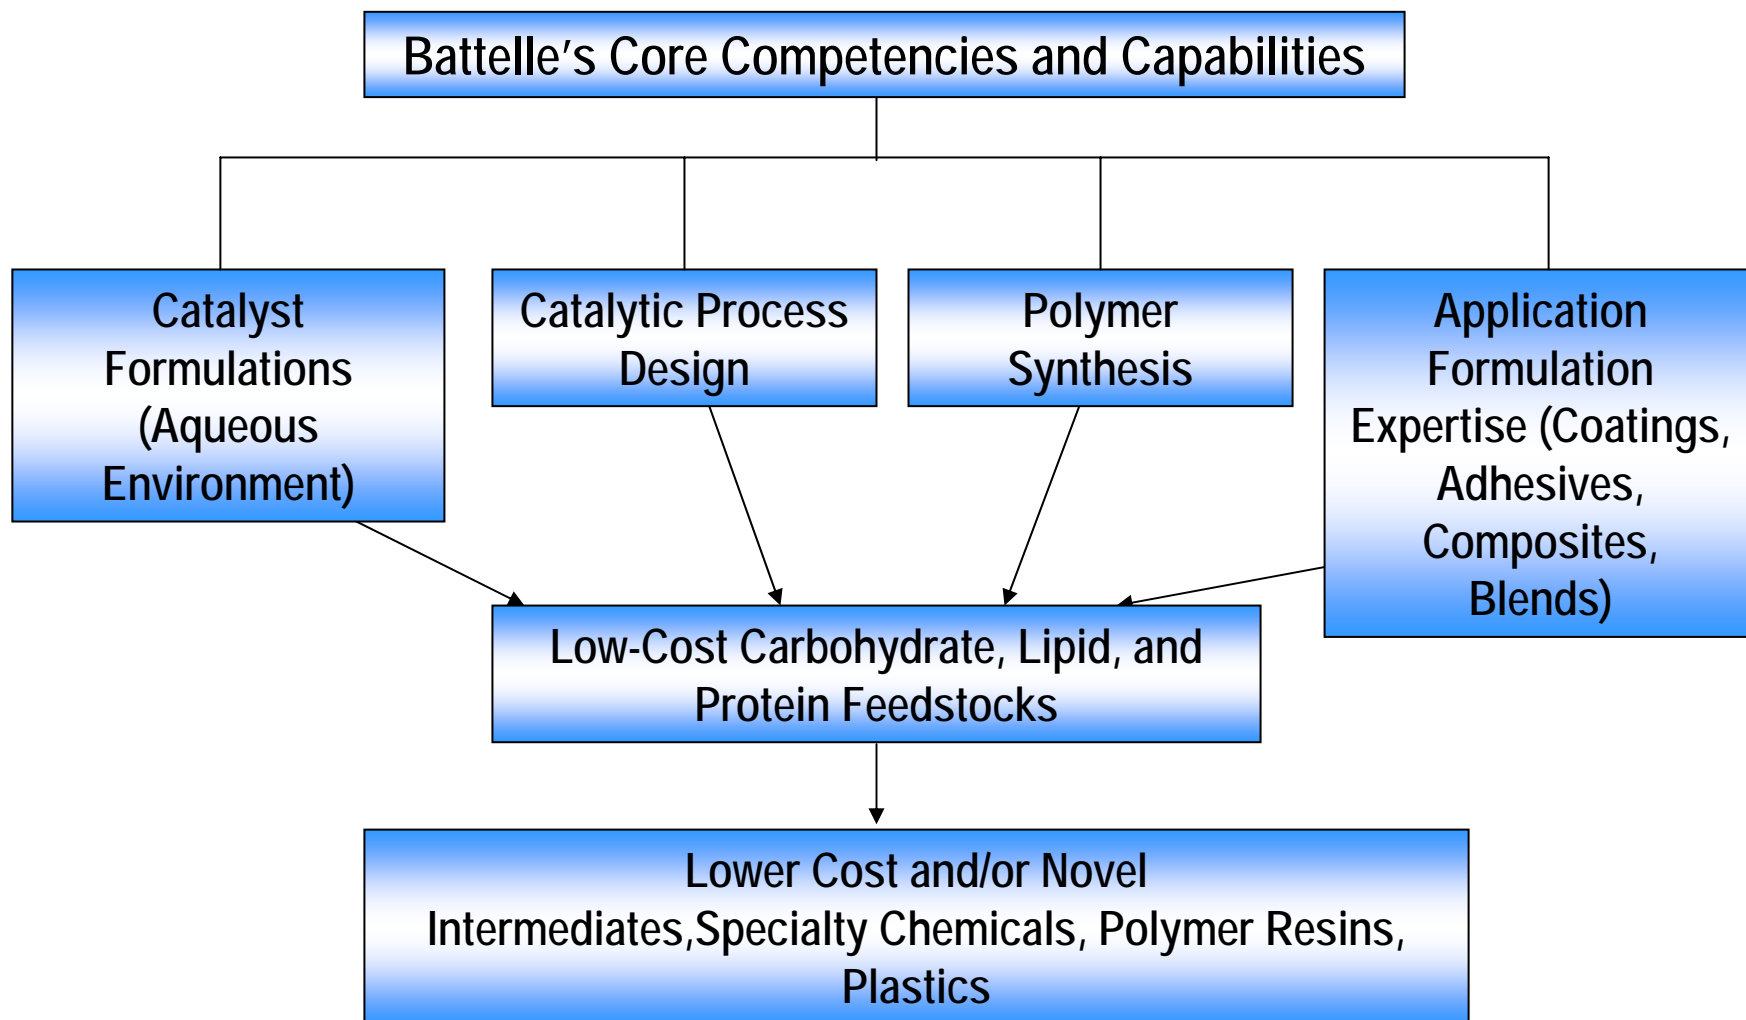 Battelle’s Core Competencies and Capabilities
Catalyst
Formulations
(Aqueous
Environment)
Catalytic Process
Design
Polymer
Synthesis
Application
Formulation
Expertise (Coatings,
Adhesives,
Composites,
Blends)
Low-Cost Carbohydrate, Lipid, and
Protein Feedstocks
Lower Cost and/or Novel
Intermediates,Specialty Chemicals, Polymer Resins,
Plastics